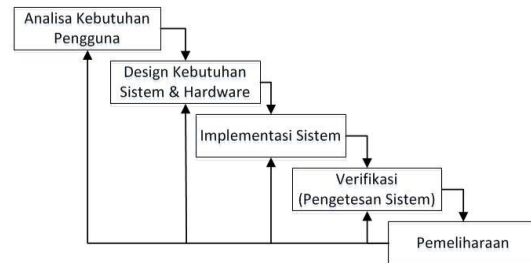 Analisa Kebutuhan
Pengguna
Design Kebutuhan
Sistem & Hardware
Implementasi Sistem
Verifikasi
(Pengetesan Sistem)
Pemeliharaan